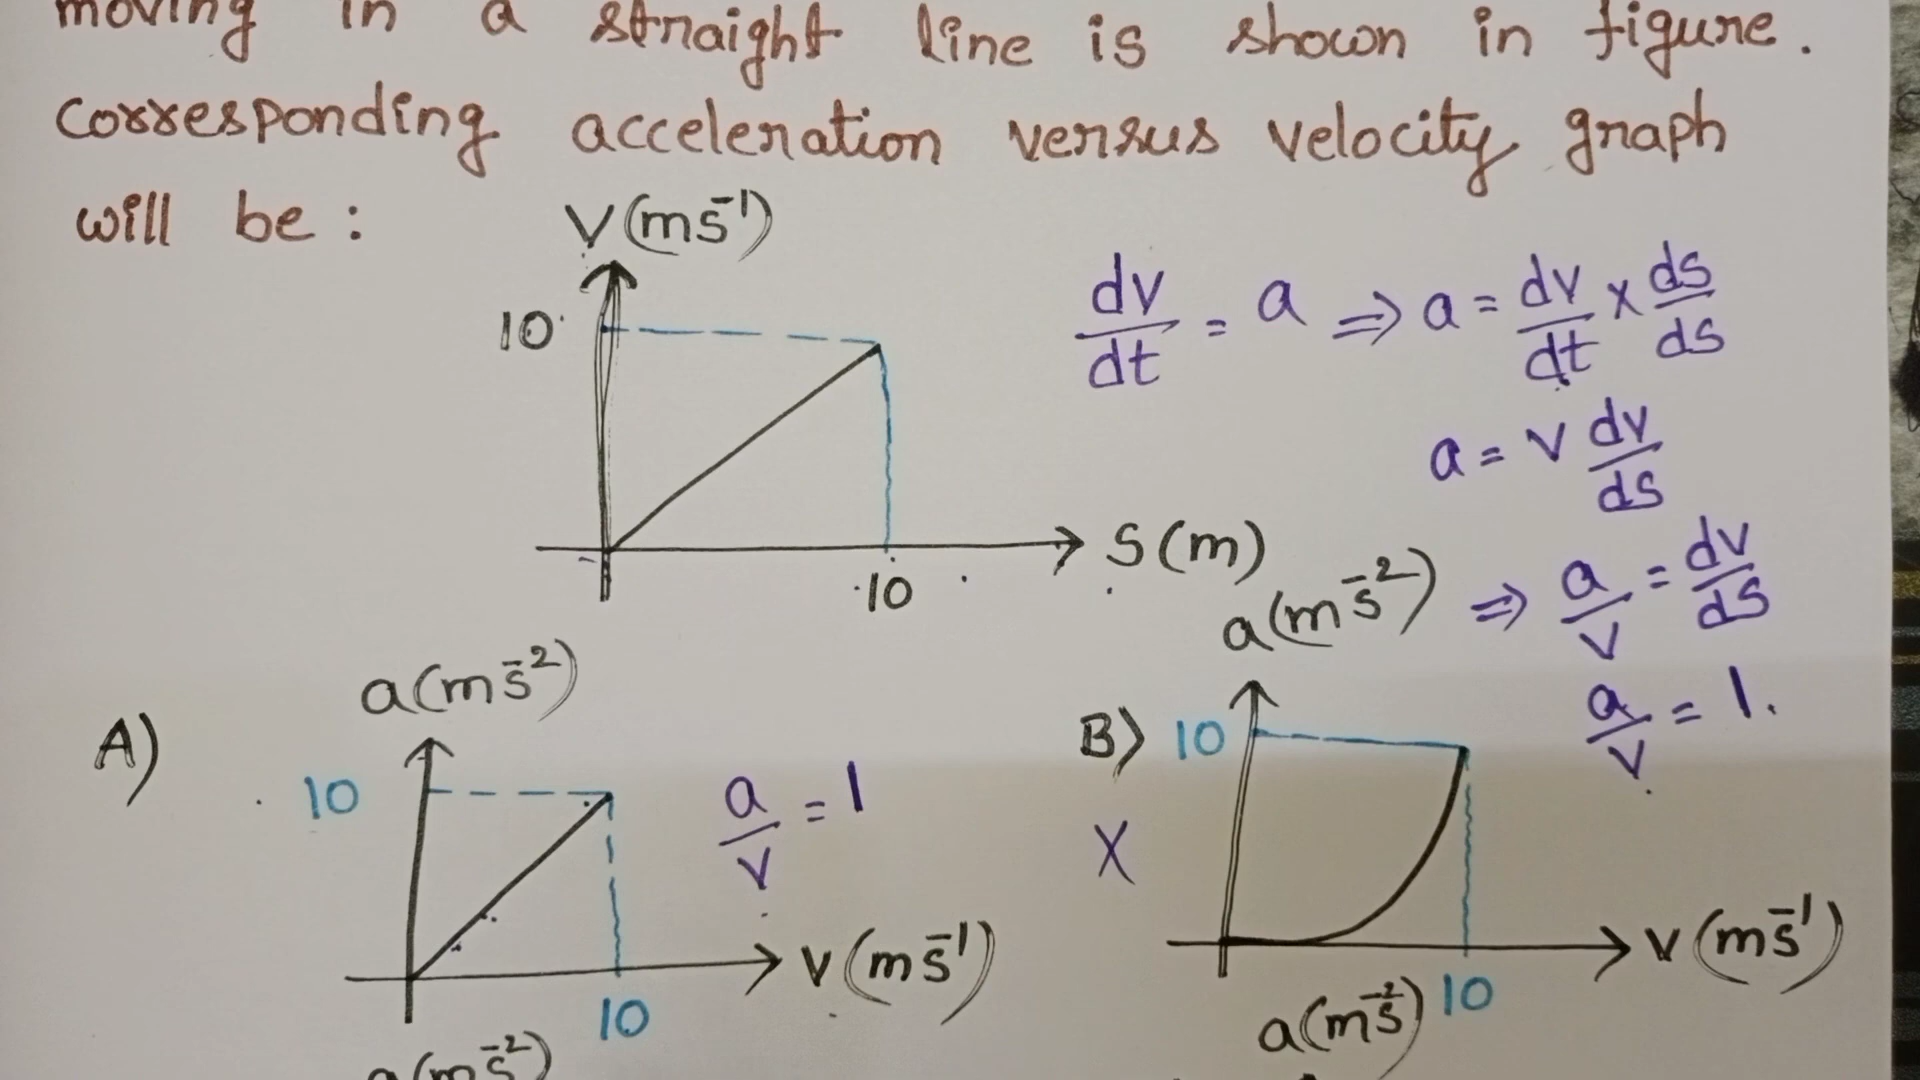 moving in a straight line is shown in figure.
Corresponding acceleration versus velocity graph
will be :
V(ms⁻¹)
10
10
S(m)
dv/dt = a ⇒ a = dv/dt × ds/ds
a = v dv/ds
⇒ a/v = dv/ds
a/v = 1.
A)
a(ms⁻²)
10
10
V(ms⁻¹)
a/v = 1
B)
X
a(ms⁻²)
10
10
V(ms⁻¹)
a(ms⁻²)
a(ms⁻²)